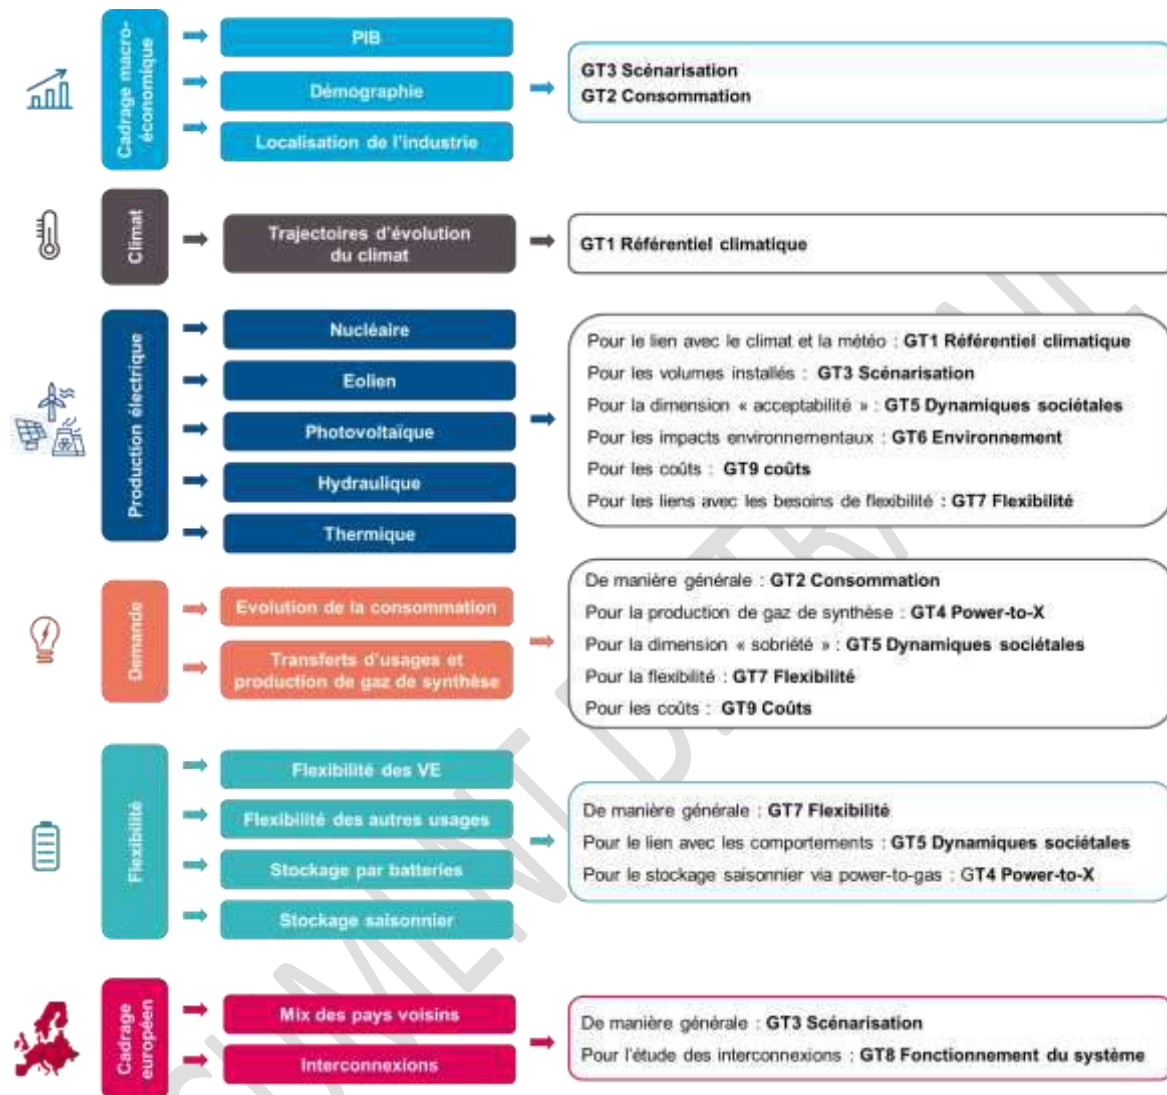 Cadrage macro-
économique
PIB
Démographie
Localisation de l'industrie
GT3 Scénarisation
GT2 Consommation
Climat
Trajectoires d'évolution
du climat
GT1 Référentiel climatique
Production électrique
Nucléaire
Eolien
Photovoltaïque
Hydraulique
Thermique
Pour le lien avec le climat et la météo : GT1 Référentiel climatique
Pour les volumes installés : GT3 Scénarisation
Pour la dimension « acceptabilité » : GT5 Dynamiques sociétales
Pour les impacts environnementaux : GT6 Environnement
Pour les coûts : GT9 coûts
Pour les liens avec les besoins de flexibilité : GT7 Flexibilité
Demande
Evolution de la consommation
Transferts d'usages et
production de gaz de synthèse
De manière générale : GT2 Consommation
Pour la production de gaz de synthèse : GT4 Power-to-X
Pour la dimension « sobriété » : GT5 Dynamiques sociétales
Pour la flexibilité : GT7 Flexibilité
Pour les coûts : GT9 Coûts
Flexibilité
Flexibilité des VE
Flexibilité des autres usages
Stockage par batteries
Stockage saisonnier
De manière générale : GT7 Flexibilité
Pour le lien avec les comportements : GT5 Dynamiques sociétales
Pour le stockage saisonnier via power-to-gas : GT4 Power-to-X
Cadrage
européen
Mix des pays voisins
Interconnexions
De manière générale : GT3 Scénarisation
Pour l'étude des interconnexions : GT8 Fonctionnement du système